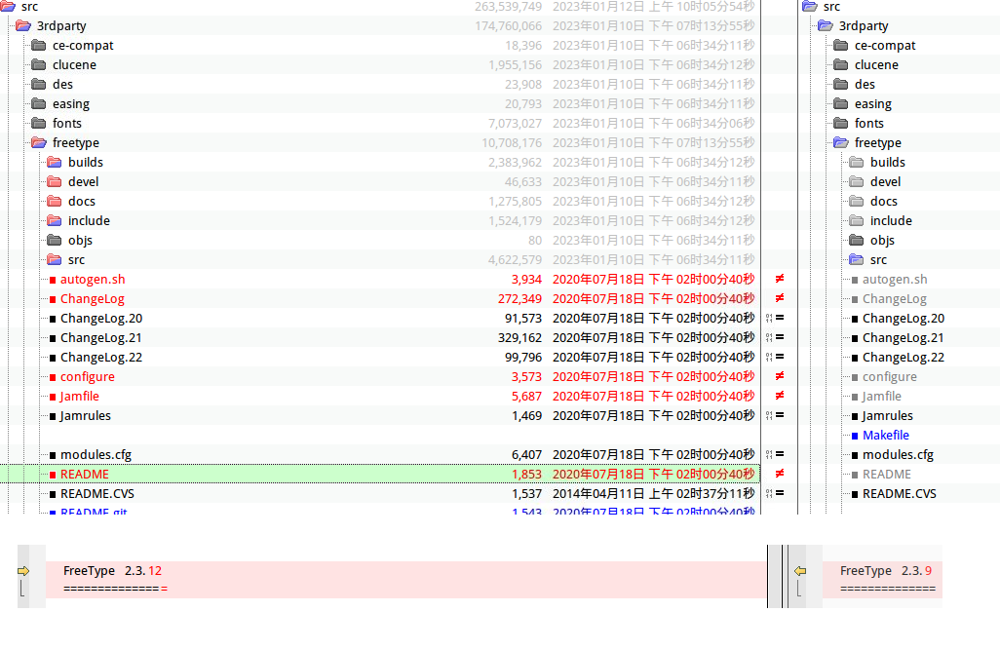 src 263,539,749 2023年01月12日 上午 10时05分54秒 src
3rdparty 174,760,066 2023年01月10日 下午 07时13分55秒 3rdparty
ce-compat 18,396 2023年01月10日 下午 06时34分11秒 ce-compat
clucene 1,955,156 2023年01月10日 下午 06时34分12秒 clucene
des 23,908 2023年01月10日 下午 06时34分11秒 des
easing 20,793 2023年01月10日 下午 06时34分11秒 easing
fonts 7,073,027 2023年01月10日 下午 06时34分06秒 fonts
freetype 10,708,176 2023年01月10日 下午 07时13分55秒 freetype
builds 2,383,962 2023年01月10日 下午 06时34分12秒 builds
devel 46,633 2023年01月10日 下午 06时34分11秒 devel
docs 1,275,805 2023年01月10日 下午 06时34分12秒 docs
include 1,524,179 2023年01月10日 下午 06时34分12秒 include
objs 80 2023年01月10日 下午 06时34分11秒 objs
src 4,622,579 2023年01月10日 下午 06时34分11秒 src
autogen.sh 3,934 2020年07月18日 下午 02时00分40秒 ≠ autogen.sh
ChangeLog 272,349 2020年07月18日 下午 02时00分40秒 ≠ ChangeLog
ChangeLog.20 91,573 2020年07月18日 下午 02时00分40秒 = ChangeLog.20
ChangeLog.21 329,162 2020年07月18日 下午 02时00分40秒 = ChangeLog.21
ChangeLog.22 99,796 2020年07月18日 下午 02时00分40秒 = ChangeLog.22
configure 3,573 2020年07月18日 下午 02时00分40秒 ≠ configure
Jamfile 5,687 2020年07月18日 下午 02时00分40秒 ≠ Jamfile
Jamrules 1,469 2020年07月18日 下午 02时00分40秒 = Jamrules
Makefile
modules.cfg 6,407 2020年07月18日 下午 02时00分40秒 = modules.cfg
README 1,853 2020年07月18日 下午 02时00分40秒 ≠ README
README.CVS 1,537 2014年04月11日 下午 02时37分11秒 = README.CVS
README.git 1,543 2020年07月18日 下午 02时00分40秒
FreeType 2.3.12 FreeType 2.3.9
=============== ==============